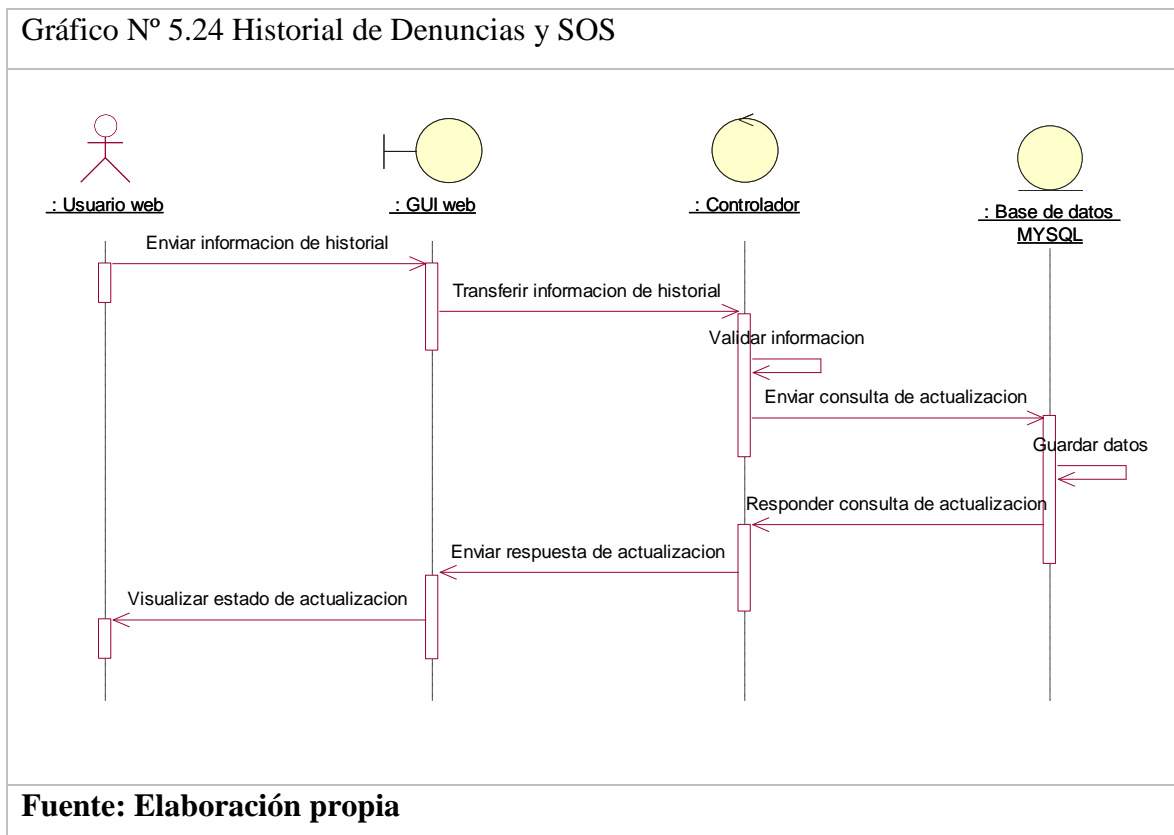 Gráfico Nº 5.24 Historial de Denuncias y SOS
: Usuario web
: GUI web
: Controlador
: Base de datos
MYSQL
Enviar informacion de historial
Transferir informacion de historial
Validar informacion
Enviar consulta de actualizacion
Guardar datos
Responder consulta de actualizacion
Enviar respuesta de actualizacion
Visualizar estado de actualizacion
Fuente: Elaboración propia